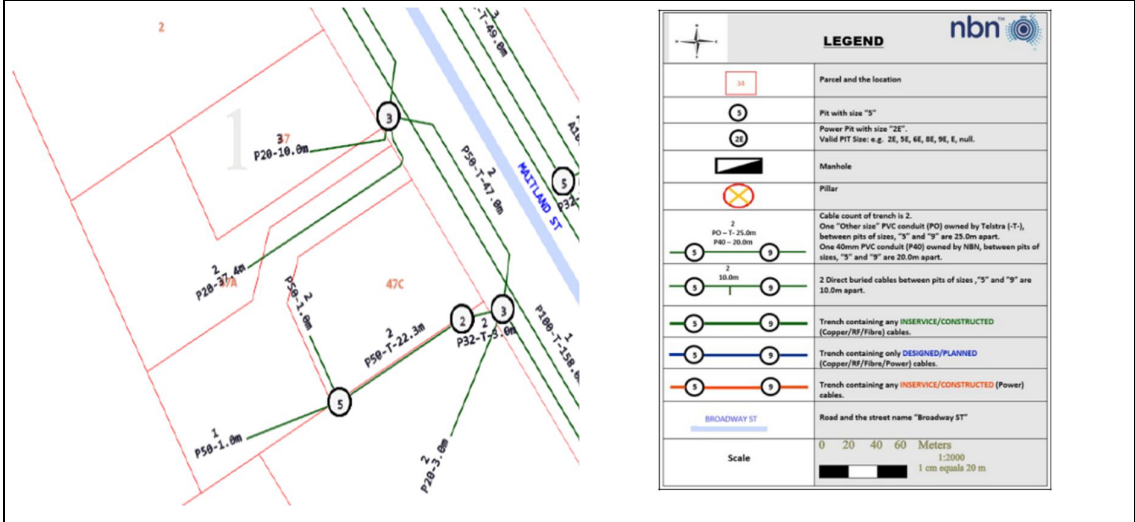 2
1
37
3
P20-10.0m
3
2
P50-T-47.0m
3
-T-49.0m
MAITLAND ST
5
P32-
2
P20-37.4m
2
P50-1.0m
47C
2
P50-T-22.3m
2
2
P32-T-5.0m
3
1
P100-T-158.
5
1
P50-1.0m
2
P20-3.0m
LEGEND
nbn™
34
Parcel and the location
5
Pit with size "5"
2E
Power Pit with size "2E".
Valid PIT Size: e.g. 2E, 5E, 6E, 8E, 9E, E, null.
Manhole
Pillar
2
PO – T- 25.0m
P40 – 20.0m
5
9
Cable count of trench is 2.
One "Other size" PVC conduit (PO) owned by Telstra (-T-),
between pits of sizes, "5" and "9" are 25.0m apart.
One 40mm PVC conduit (P40) owned by NBN, between pits of
sizes, "5" and "9" are 20.0m apart.
2
10.0m
5
9
2 Direct buried cables between pits of sizes ,"5" and "9" are
10.0m apart.
5
9
Trench containing any INSERVICE/CONSTRUCTED
(Copper/RF/Fibre) cables.
5
9
Trench containing only DESIGNED/PLANNED
(Copper/RF/Fibre/Power) cables.
5
9
Trench containing any INSERVICE/CONSTRUCTED (Power)
cables.
BROADWAY ST
Road and the street name "Broadway ST"
Scale
0 20 40 60 Meters
1:2000
1 cm equals 20 m